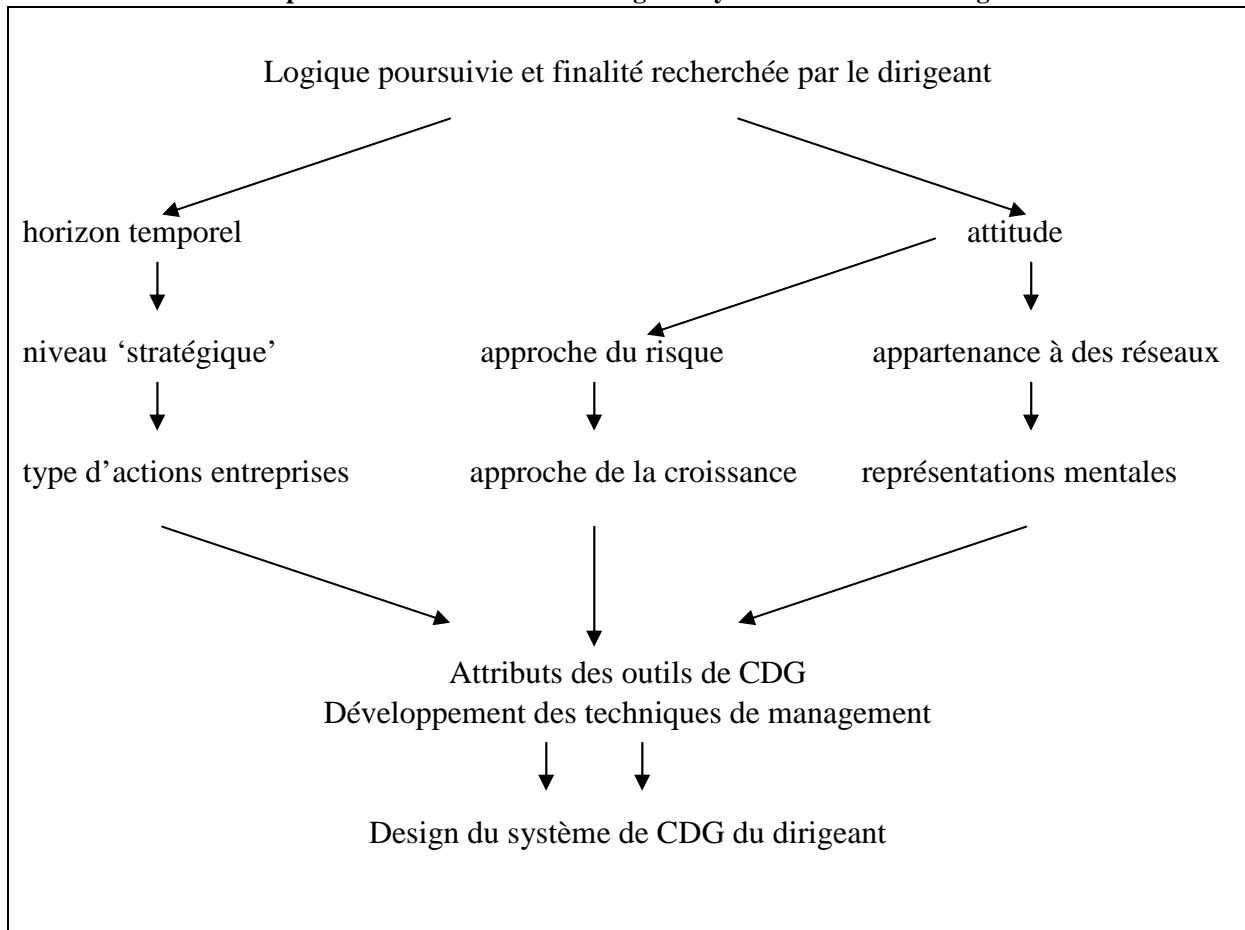 Logique poursuivie et finalité recherchée par le dirigeant
horizon temporel attitude
niveau ‘stratégique’ approche du risque appartenance à des réseaux
type d’actions entreprises approche de la croissance représentations mentales
Attributs des outils de CDG
Développement des techniques de management
Design du système de CDG du dirigeant